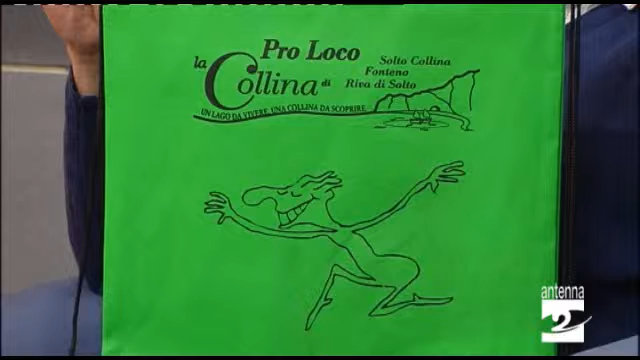 Pro Loco
la Collina di
Solto Collina
Fonteno
Riva di Solto
UN LAGO DA VIVERE, UNA COLLINA DA SCOPRIRE
antenna
2